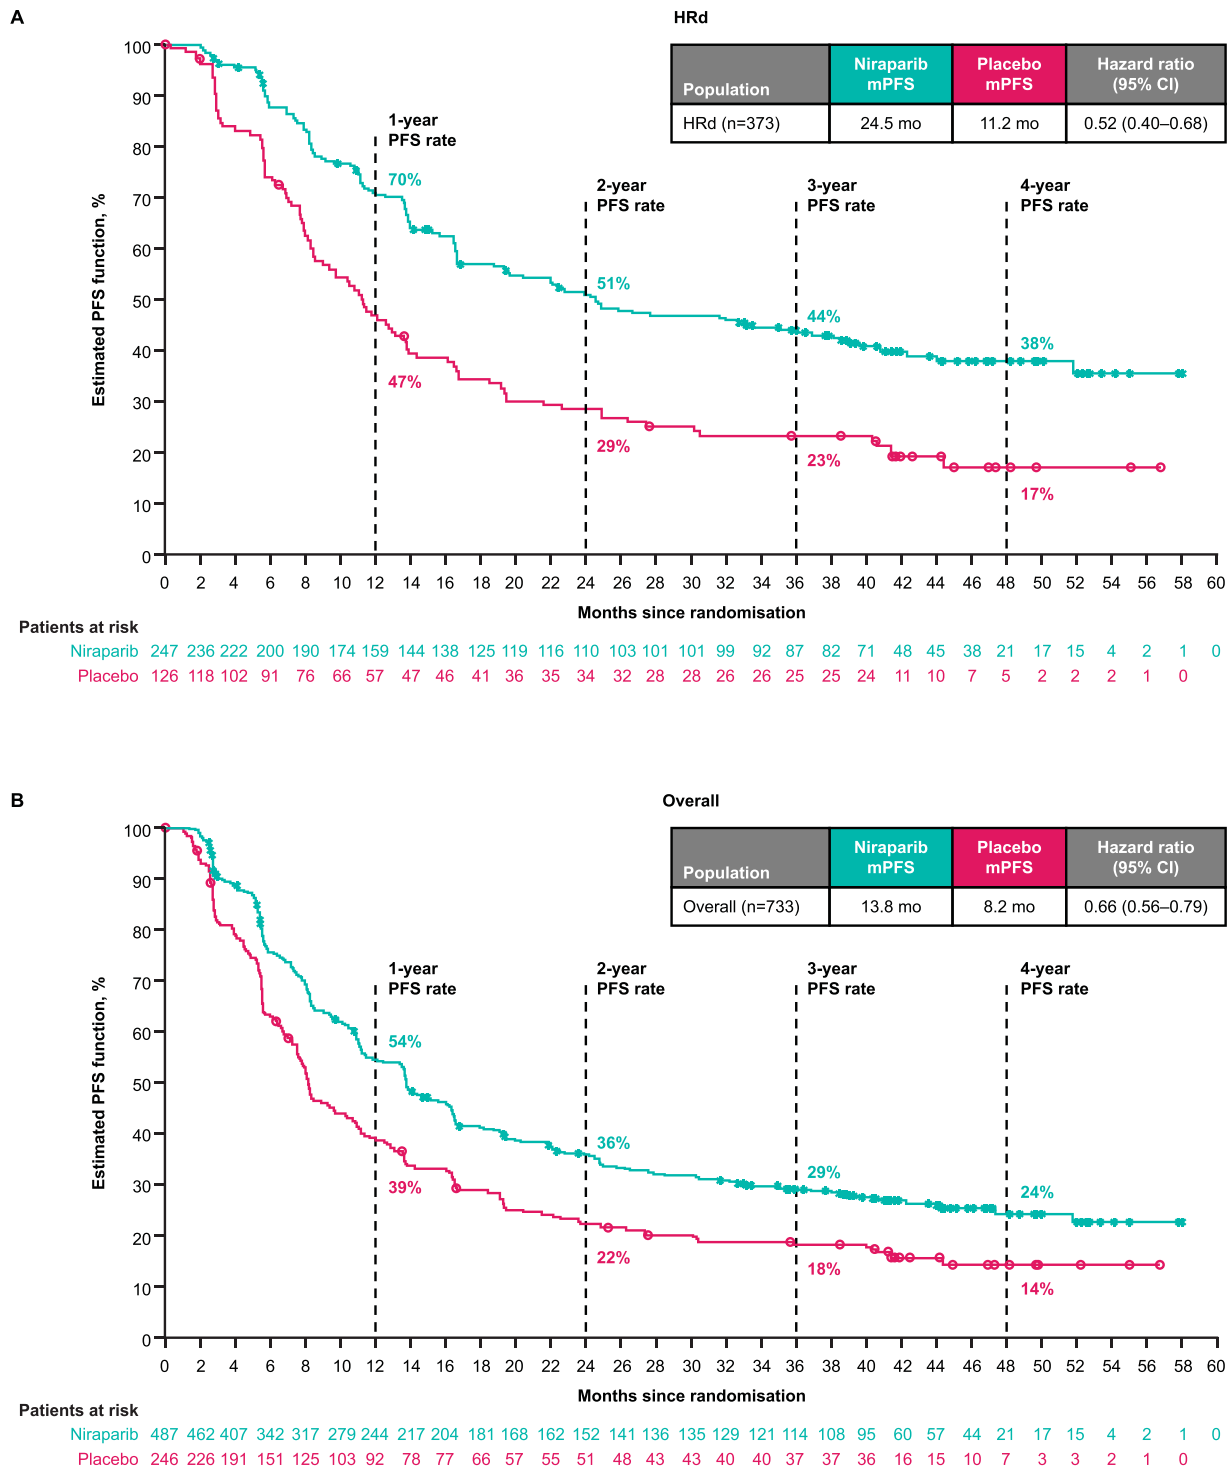 A
HRd
Population
Niraparib
mPFS
Placebo
mPFS
Hazard ratio
(95% CI)
HRd (n=373) 24.5 mo 11.2 mo 0.52 (0.40–0.68)
Estimated PFS function, %
100
90
80
70
60
50
40
30
20
10
0
1-year
PFS rate
70%
47%
2-year
PFS rate
51%
29%
3-year
PFS rate
44%
23%
4-year
PFS rate
38%
17%
0 2 4 6 8 10 12 14 16 18 20 22 24 26 28 30 32 34 36 38 40 42 44 46 48 50 52 54 56 58 60
Months since randomisation
Patients at risk
Niraparib 247 236 222 200 190 174 159 144 138 125 119 116 110 103 101 101 99 92 87 82 71 48 45 38 21 17 15 4 2 1 0
Placebo 126 118 102 91 76 66 57 47 46 41 36 35 34 32 28 28 26 26 25 25 24 11 10 7 5 2 2 2 1 0
B
Overall
Population
Niraparib
mPFS
Placebo
mPFS
Hazard ratio
(95% CI)
Overall (n=733) 13.8 mo 8.2 mo 0.66 (0.56–0.79)
Estimated PFS function, %
100
90
80
70
60
50
40
30
20
10
0
1-year
PFS rate
54%
39%
2-year
PFS rate
36%
22%
3-year
PFS rate
29%
18%
4-year
PFS rate
24%
14%
0 2 4 6 8 10 12 14 16 18 20 22 24 26 28 30 32 34 36 38 40 42 44 46 48 50 52 54 56 58 60
Months since randomisation
Patients at risk
Niraparib 487 462 407 342 317 279 244 217 204 181 168 162 152 141 136 135 129 121 114 108 95 60 57 44 21 17 15 4 2 1 0
Placebo 246 226 191 151 125 103 92 78 77 66 57 55 51 48 43 43 40 40 37 37 36 16 15 10 7 3 3 2 1 0